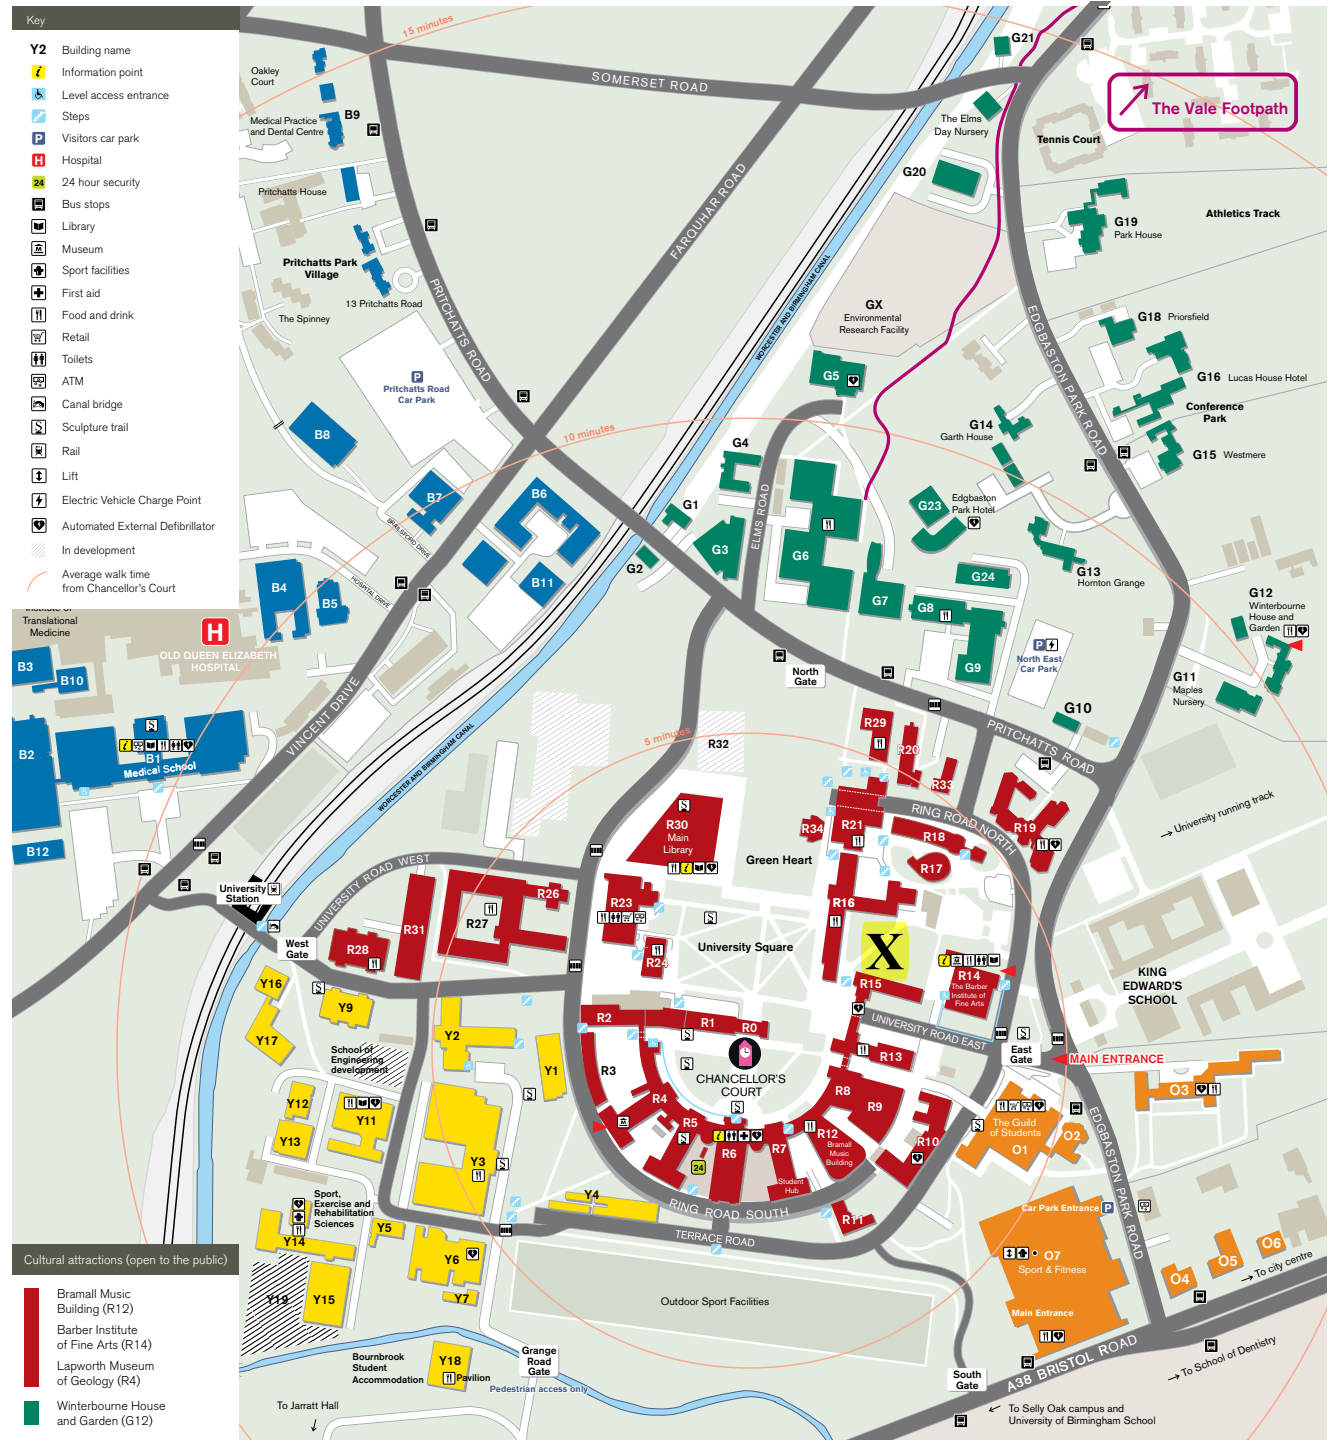 Key
Y2 Building name
Information point
Level access entrance
Steps
P Visitors car park
H Hospital
24 24 hour security
Bus stops
Library
Museum
Sport facilities
First aid
Food and drink
Retail
Toilets
ATM
Canal bridge
Sculpture trail
Rail
Lift
Electric Vehicle Charge Point
Automated External Defibrillator
In development
Average walk time
from Chancellor's Court
15 minutes
SOMERSET ROAD
G21
The Vale Footpath
Oakley
Court
B9
Medical Practice
and Dental Centre
The Elms
Day Nursery
Tennis Court
G20
FARQUHAR ROAD
Pritchatts House
G19
Park House
Athletics Track
Pritchatts Park
Village
13 Pritchatts Road
The Spinney
PRITCHATTS ROAD
WORCESTER AND BIRMINGHAM CANAL
GX
Environmental
Research Facility
EDGBASTON PARK ROAD
G18 Priorsfield
G5
G16 Lucas House Hotel
P
Pritchatts Road
Car Park
Conference
Park
G14
Garth House
G15 Westmere
10 minutes
B8
G4
B7
B6
G1
ELMS ROAD
G23
Edgbaston
Park Hotel
BRAILSFORD DRIVE
G3
G6
G2
G13
Hornton Grange
G24
B4
B5
HOSPITAL DRIVE
B11
G7
G8
G12
Winterbourne
House and
Garden
Institute of
Translational
Medicine
H
OLD QUEEN ELIZABETH
HOSPITAL
B3
B10
P
North East
Car Park
G9
North
Gate
G11
Maples
Nursery
G10
VINCENT DRIVE
PRITCHATTS ROAD
B2
B1
Medical School
WORCESTER AND BIRMINGHAM CANAL
5 minutes
R32
R29
R20
R33
B12
R30
Main
Library
R34
R21
RING ROAD NORTH
R18
R19
University running track
Green Heart
R17
UNIVERSITY ROAD WEST
University
Station
R26
R27
R31
R23
R16
X
West
Gate
R28
R24
University Square
R14
The Barber
Institute of
Fine Arts
KING
EDWARD'S
SCHOOL
R15
Y16
Y9
Y17
Y2
R2
R1
R0
UNIVERSITY ROAD EAST
East
Gate
MAIN ENTRANCE
School of
Engineering
development
Y1
R3
CHANCELLOR'S
COURT
R13
R8
R9
O3
Y12
Y11
Y13
R4
R5
R6
R7
R12
Bramall
Music
Building
R10
The Guild
of Students
O1
O2
EDGBASTON PARK ROAD
Y3
24
Student
Hub
Sport,
Exercise and
Rehabilitation
Sciences
Y4
RING ROAD SOUTH
R11
Car Park Entrance P
Y14
Y5
TERRACE ROAD
Y6
O7
Sport & Fitness
O6
O5
O4
To city centre
Y19
Y15
Y7
Outdoor Sport Facilities
Main Entrance
Cultural attractions (open to the public)
Bramall Music
Building (R12)
Barber Institute
of Fine Arts (R14)
Lapworth Museum
of Geology (R4)
Winterbourne House
and Garden (G12)
Bournbrook
Student
Accommodation
Y18
Pavilion
Grange
Road
Gate
Pedestrian access only
A38 BRISTOL ROAD
To School of Dentistry
South
Gate
To Jarratt Hall
To Selly Oak campus and
University of Birmingham School